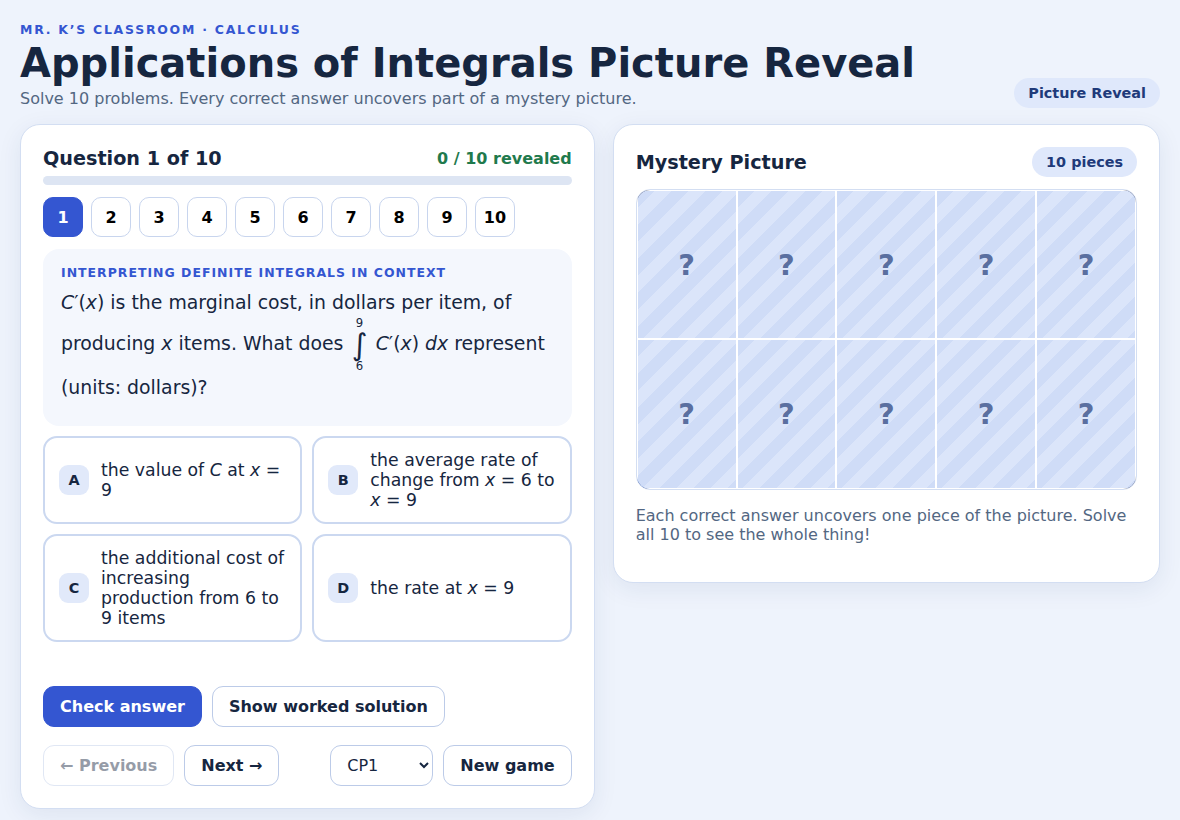 MR. K’S CLASSROOM · CALCULUS
Applications of Integrals Picture Reveal
Solve 10 problems. Every correct answer uncovers part of a mystery picture.
Picture Reveal
Question 1 of 10
0 / 10 revealed
1 2 3 4 5 6 7 8 9 10
INTERPRETING DEFINITE INTEGRALS IN CONTEXT
C′(x) is the marginal cost, in dollars per item, of
producing x items. What does ∫₆⁹ C′(x) dx represent
(units: dollars)?
A
the value of C at x =
9
B
the average rate of
change from x = 6 to
x = 9
C
the additional cost of
increasing
production from 6 to
9 items
D
the rate at x = 9
Check answer
Show worked solution
← Previous
Next →
CP1
New game
Mystery Picture
10 pieces
? ? ? ? ?
? ? ? ? ?
Each correct answer uncovers one piece of the picture. Solve
all 10 to see the whole thing!